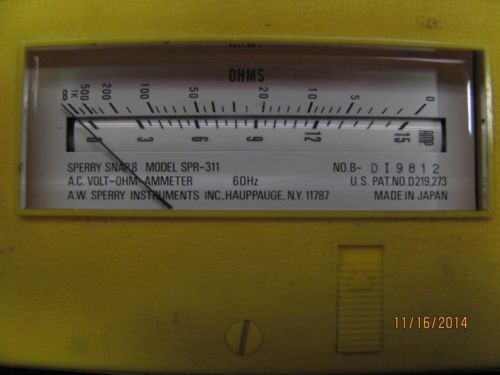 OHMS
∞ 1K 500 200 100 50 20 10 5 0
0 3 6 9 12 15 AMP
SPERRY SNAP8 MODEL SPR-311 NO.B- DI9812
A.C. VOLT-OHM-AMMETER 60Hz U.S. PAT.NO.D219,273
A.W. SPERRY INSTRUMENTS INC., HAUPPAUGE, N.Y. 11787 MADE IN JAPAN
11/16/2014